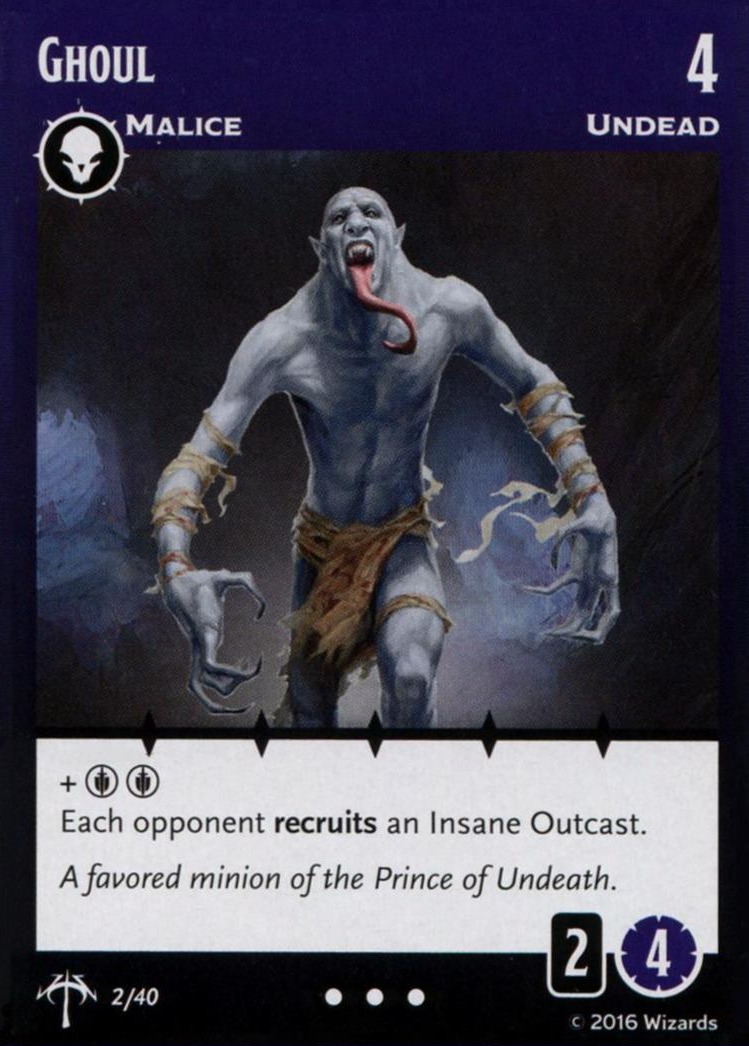 GHOUL
4
MALICE
UNDEAD
+
Each opponent recruits an Insane Outcast.
A favored minion of the Prince of Undeath.
2
4
2/40
© 2016 Wizards